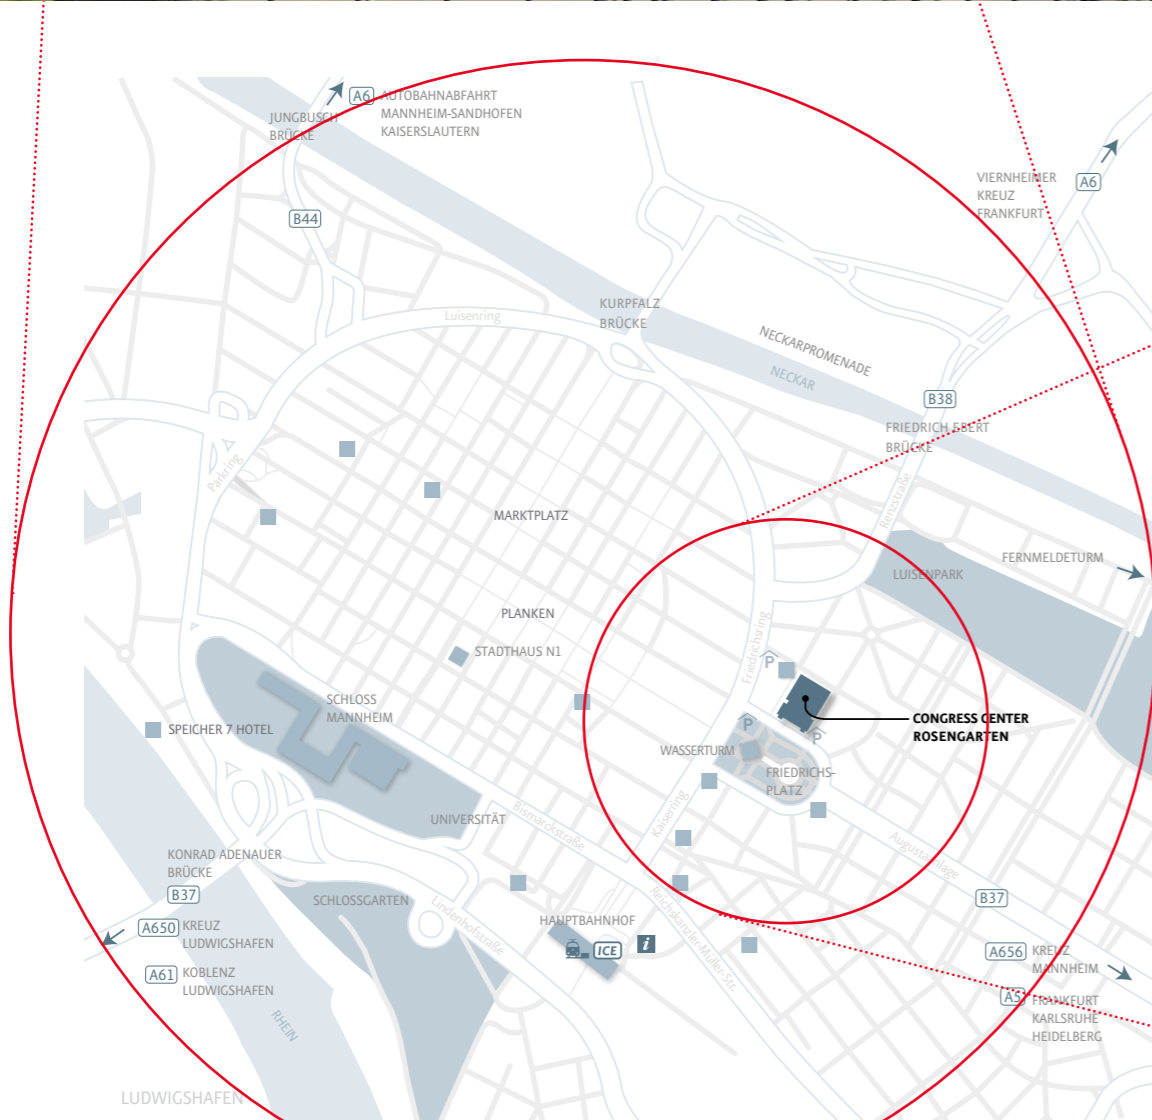 A6
AUTOBAHNABFAHRT
MANNHEIM-SANDHOFEN
KAISERSLAUTERN
JUNGBUSCH
BRÜCKE
VIERNHEIMER
KREUZ
FRANKFURT
A6
B44
KURPFALZ
BRÜCKE
Luisenring
NECKARPROMENADE
NECKAR
B38
FRIEDRICH EBERT
BRÜCKE
Parkring
Renzstraße
MARKTPLATZ
FERNMELDETURM
LUISENPARK
PLANKEN
Friedrichsring
STADTHAUS N1
P
SCHLOSS
MANNHEIM
SPEICHER 7 HOTEL
P
P
CONGRESS CENTER
ROSENGARTEN
WASSERTURM
FRIEDRICHS-
PLATZ
UNIVERSITÄT
Bismarckstraße
Kaiserring
Augustaanlage
KONRAD ADENAUER
BRÜCKE
B37
SCHLOSSGARTEN
Lindenhofstraße
Reichskanzler-Müller-Str.
B37
HAUPTBAHNHOF
ICE
i
A650
KREUZ
LUDWIGSHAFEN
A61
KOBLENZ
LUDWIGSHAFEN
A656
KREUZ
MANNHEIM
A5
FRANKFURT
KARLSRUHE
HEIDELBERG
RHEIN
LUDWIGSHAFEN